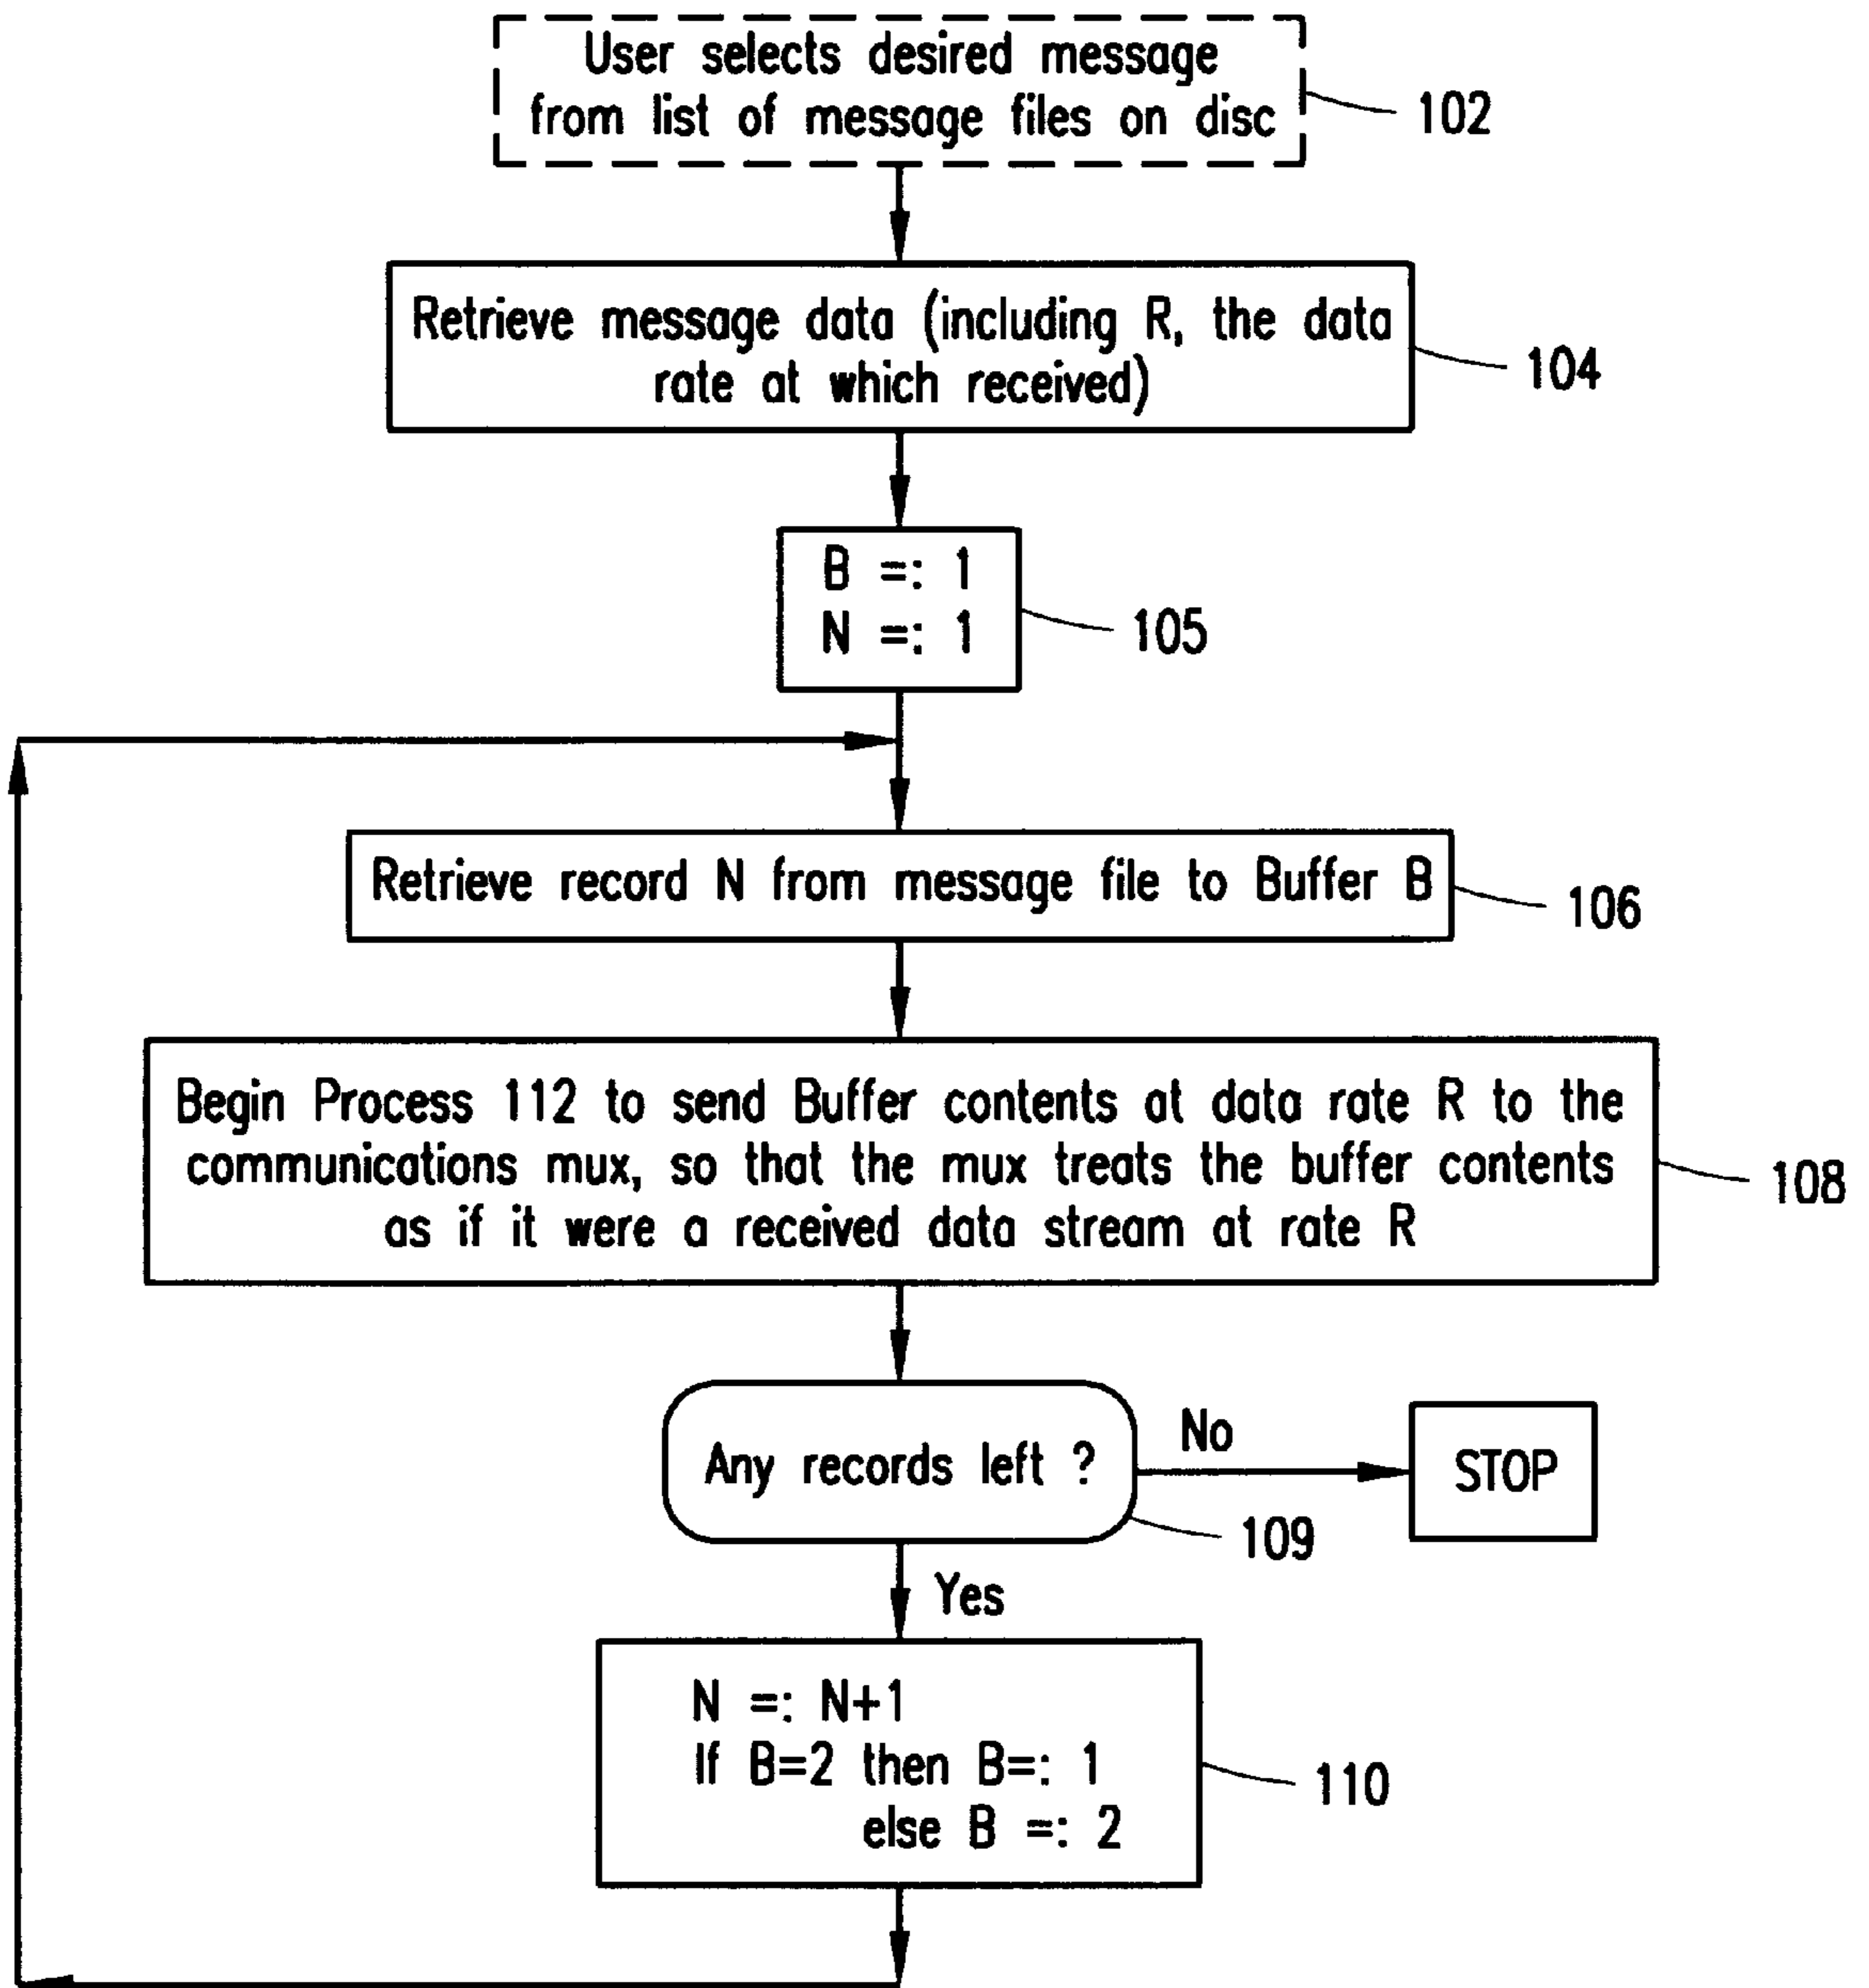 User selects desired message
from list of message files on disc
102
Retrieve message data (including R, the data
rate at which received)
104
B =: 1
N =: 1
105
Retrieve record N from message file to Buffer B
106
Begin Process 112 to send Buffer contents at data rate R to the
communications mux, so that the mux treats the buffer contents
as if it were a received data stream at rate R
108
Any records left ?
No
STOP
109
Yes
N =: N+1
If B=2 then B=: 1
else B =: 2
110